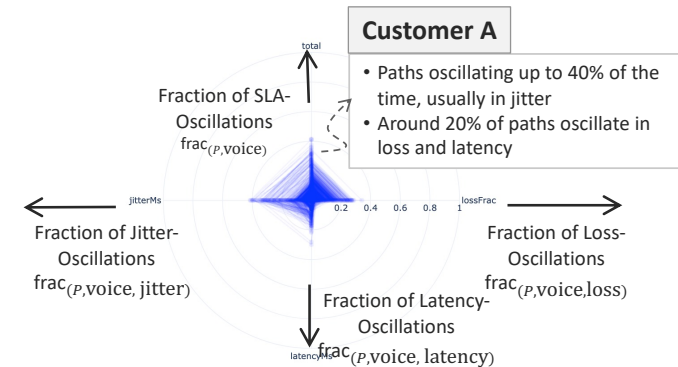 Customer A
total
• Paths oscillating up to 40% of the
time, usually in jitter
• Around 20% of paths oscillate in
loss and latency
Fraction of SLA-
Oscillations
frac(P,voice)
jitterMs
0.2 0.4 0.6 0.8 1
lossFrac
Fraction of Jitter-
Oscillations
frac(P,voice, jitter)
Fraction of Loss-
Oscillations
frac(P,voice,loss)
Fraction of Latency-
Oscillations
frac(P,voice, latency)
latencyMs